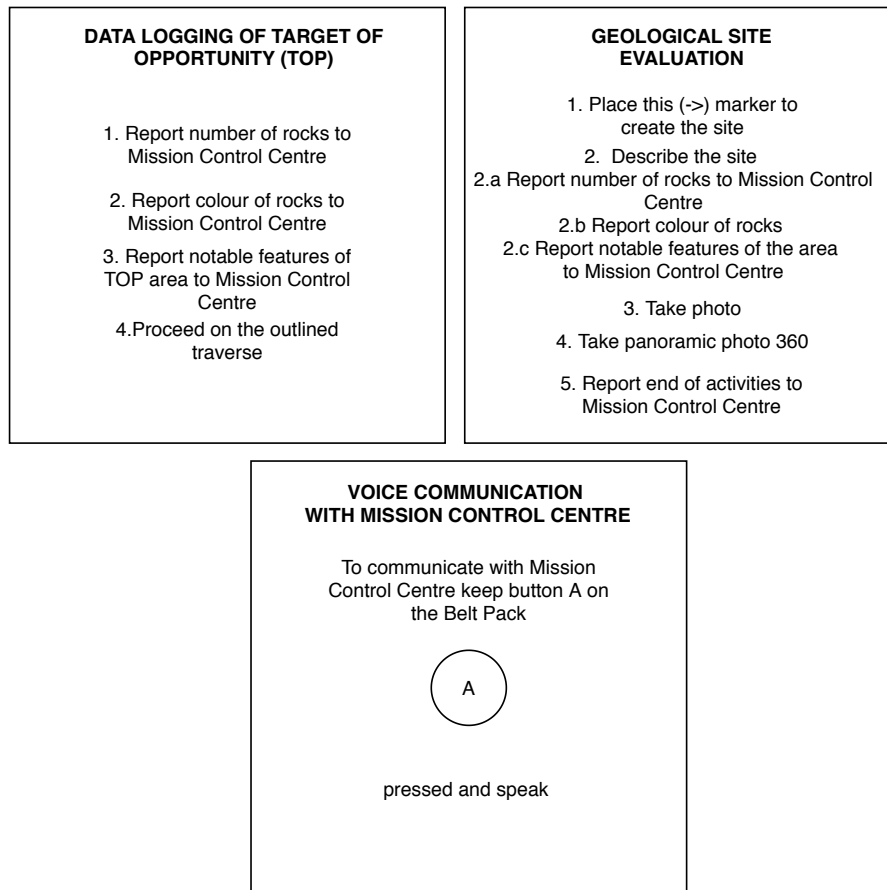 DATA LOGGING OF TARGET OF
OPPORTUNITY (TOP)
1. Report number of rocks to
Mission Control Centre
2. Report colour of rocks to
Mission Control Centre
3. Report notable features of
TOP area to Mission Control
Centre
4.Proceed on the outlined
traverse
GEOLOGICAL SITE
EVALUATION
1. Place this (->) marker to
create the site
2. Describe the site
2.a Report number of rocks to Mission Control
Centre
2.b Report colour of rocks
2.c Report notable features of the area
to Mission Control Centre
3. Take photo
4. Take panoramic photo 360
5. Report end of activities to
Mission Control Centre
VOICE COMMUNICATION
WITH MISSION CONTROL CENTRE
To communicate with Mission
Control Centre keep button A on
the Belt Pack
A
pressed and speak